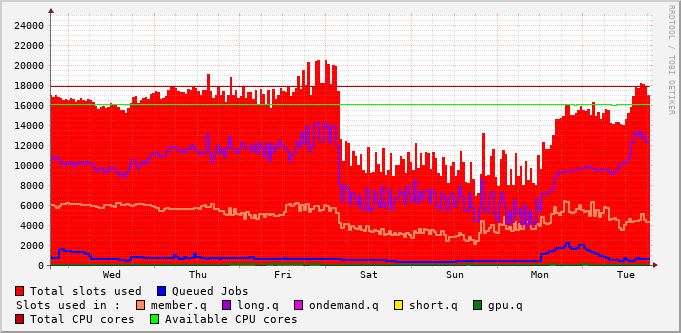 24000
22000
20000
18000
16000
14000
12000
10000
8000
6000
4000
2000
0
Wed Thu Fri Sat Sun Mon Tue
RRDTOOL / TOBI OETIKER
Total slots used Queued Jobs
Slots used in : member.q long.q ondemand.q short.q gpu.q
Total CPU cores Available CPU cores